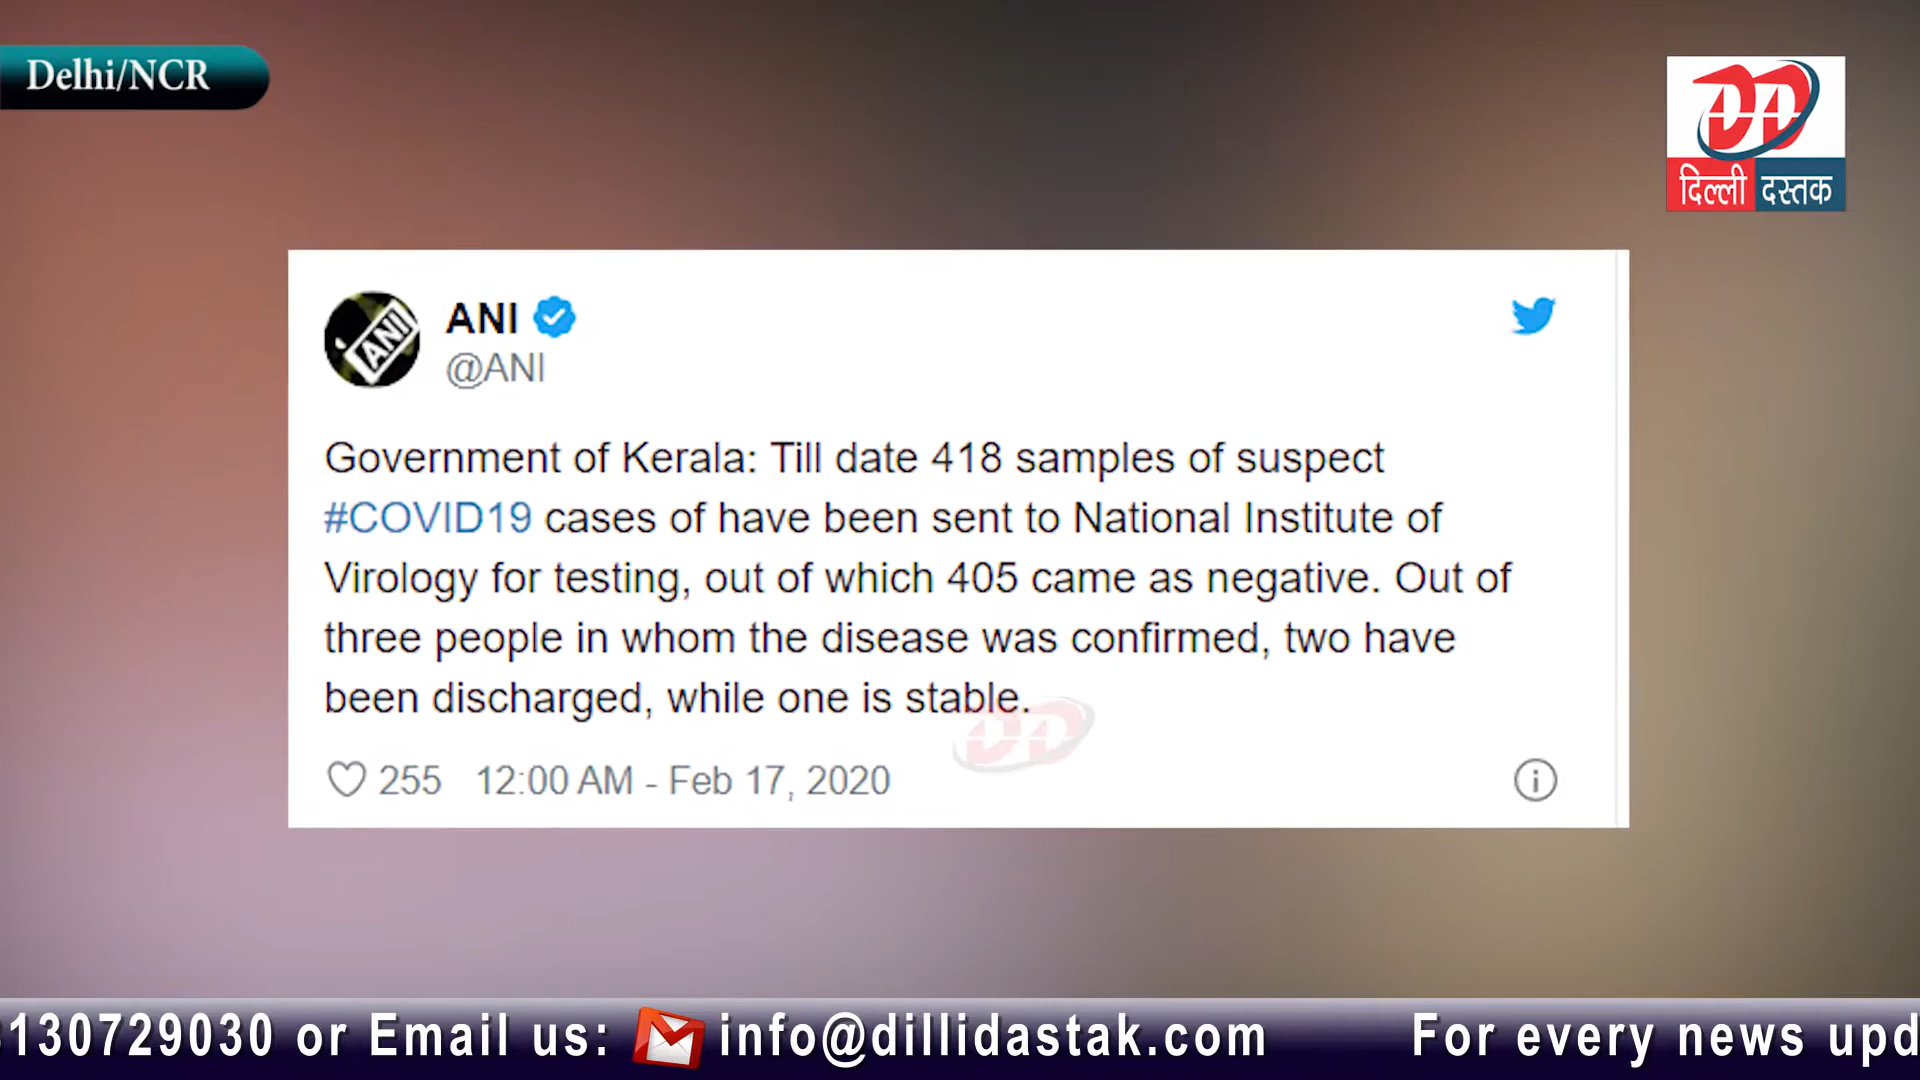 Delhi/NCR
DD
दिल्ली दस्तक
ANI
ANI
@ANI
Government of Kerala: Till date 418 samples of suspect
#COVID19 cases of have been sent to National Institute of
Virology for testing, out of which 405 came as negative. Out of
three people in whom the disease was confirmed, two have
been discharged, while one is stable.
DD
255 12:00 AM - Feb 17, 2020
130729030 or Email us: info@dillidastak.com For every news upd